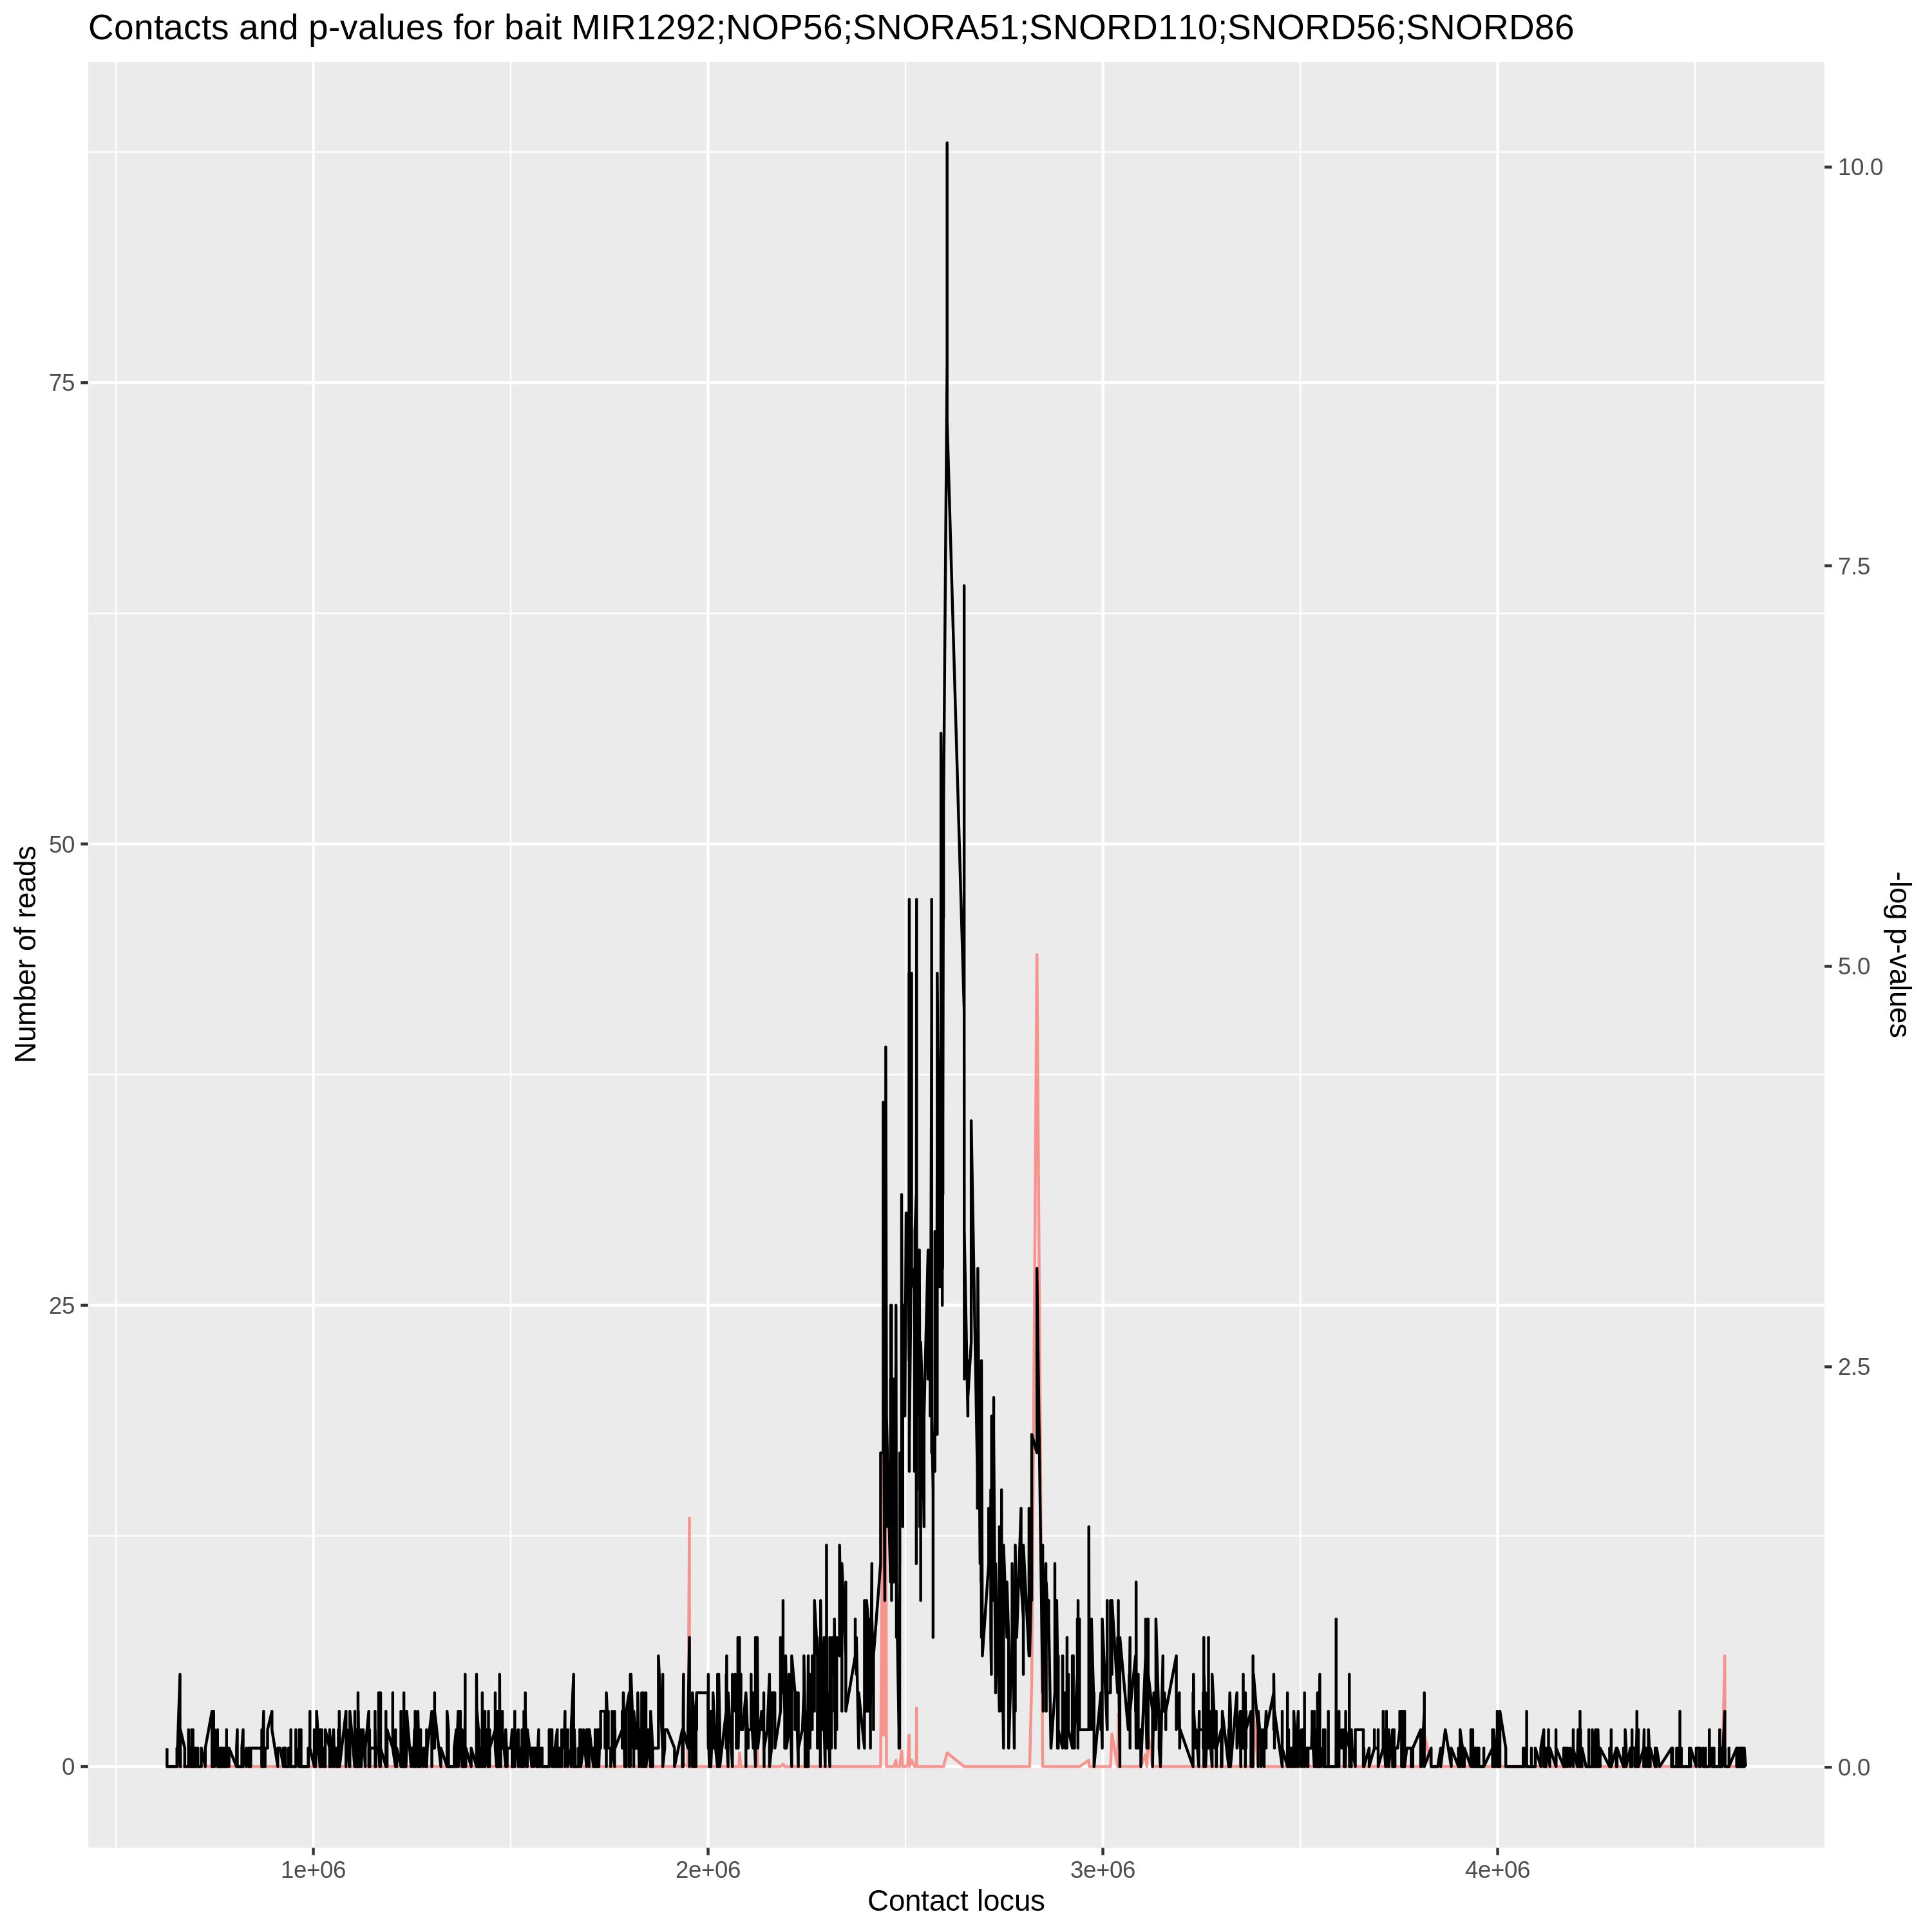 Contacts and p-values for bait MIR1292;NOP56;SNORA51;SNORD110;SNORD56;SNORD86
10.0
75
7.5
50
Number of reads
5.0
-log p-values
25
2.5
0
0.0
1e+06
2e+06
3e+06
4e+06
Contact locus